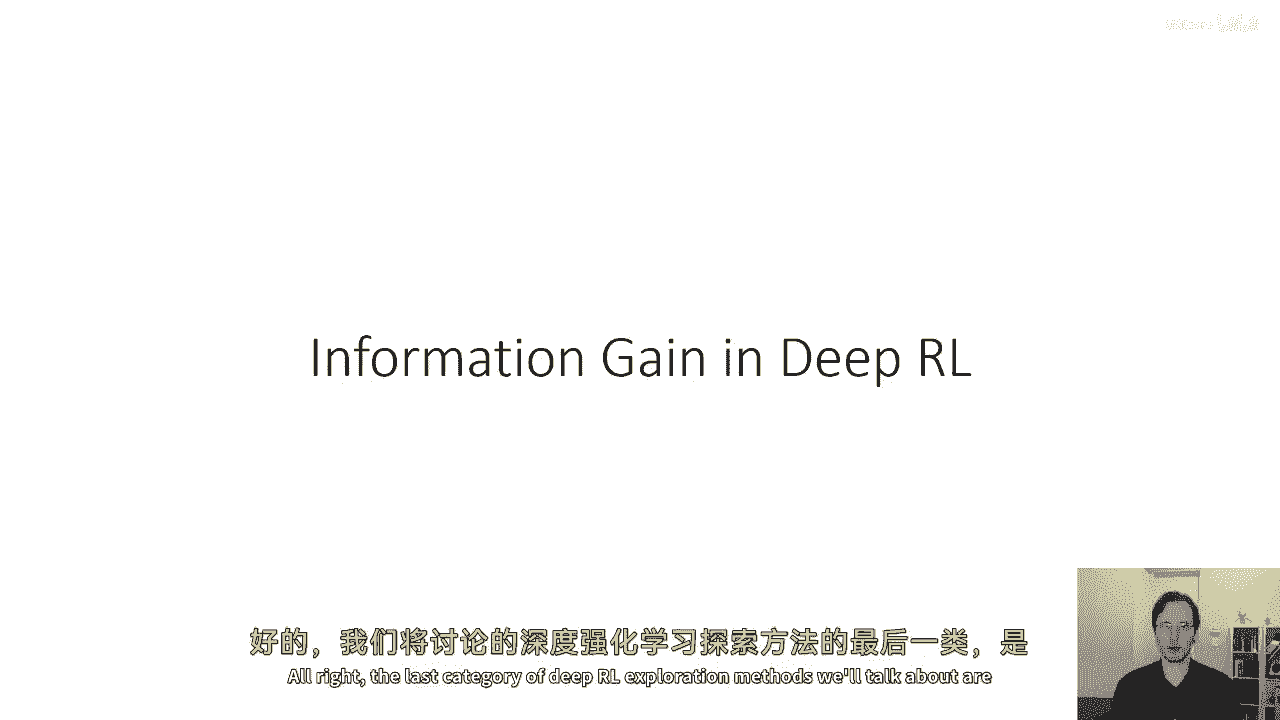 Information Gain in Deep RL
好的，我们将讨论的深度强化学习探索方法的最后一类，是
All right, the last category of deep RL exploration methods we'll talk about are